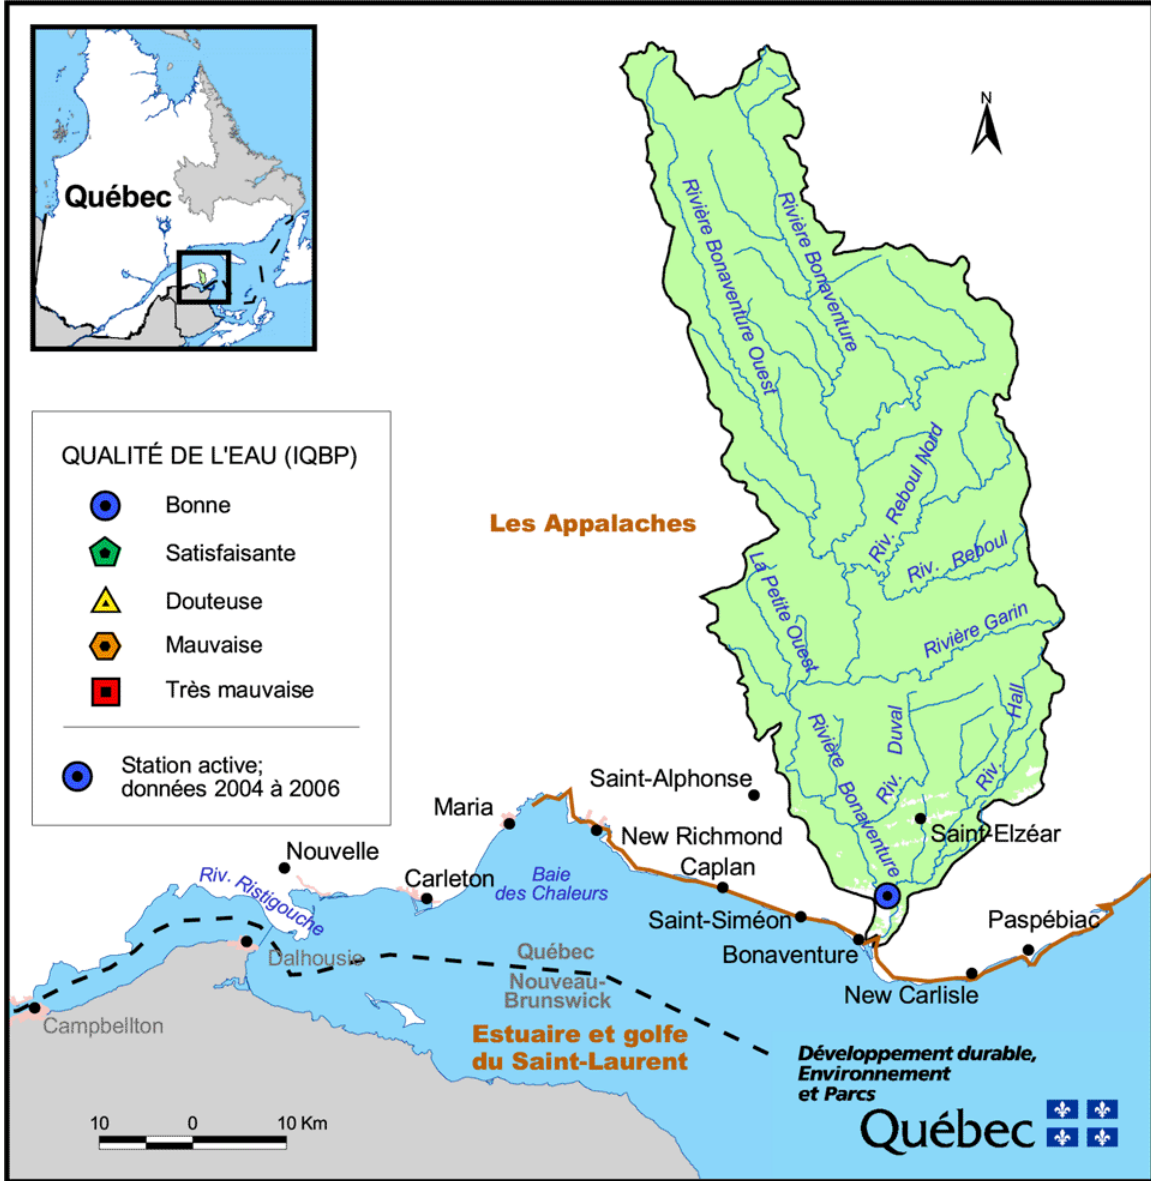 Québec
N
QUALITÉ DE L'EAU (IQBP)
Bonne
Satisfaisante
Douteuse
Mauvaise
Très mauvaise
Station active;
données 2004 à 2006
Les Appalaches
Rivière Bonaventure Ouest
Rivière Bonaventure
Riv. Reboul Nord
Riv. Reboul
La Petite Ouest
Rivière Garin
Rivière Bonaventure
Riv. Duval
Riv. Hall
Saint-Alphonse
Saint-Elzéar
Maria
New Richmond
Nouvelle
Caplan
Carleton
Baie
des Chaleurs
Riv. Ristigouche
Saint-Siméon
Paspébiac
Bonaventure
Dalhousie
Québec
Nouveau-
Brunswick
New Carlisle
Campbellton
Estuaire et golfe
du Saint-Laurent
Développement durable,
Environnement
et Parcs
Québec
10 0 10 Km